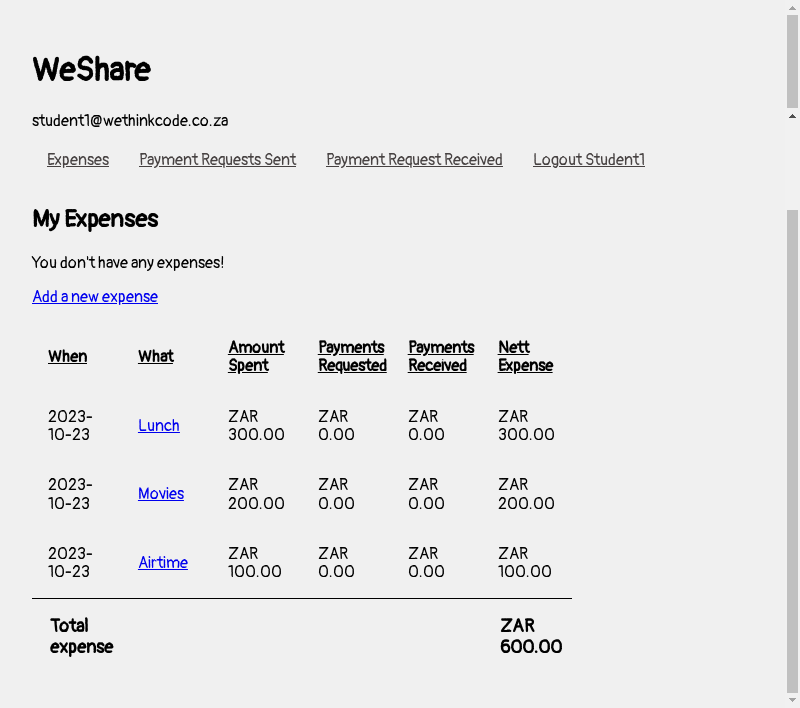 WeShare
student1@wethinkcode.co.za
Expenses Payment Requests Sent Payment Request Received Logout Student1
My Expenses
You don't have any expenses!
Add a new expense
When What Amount Spent Payments Requested Payments Received Nett Expense
2023-10-23 Lunch ZAR 300.00 ZAR 0.00 ZAR 0.00 ZAR 300.00
2023-10-23 Movies ZAR 200.00 ZAR 0.00 ZAR 0.00 ZAR 200.00
2023-10-23 Airtime ZAR 100.00 ZAR 0.00 ZAR 0.00 ZAR 100.00
Total expense ZAR 600.00